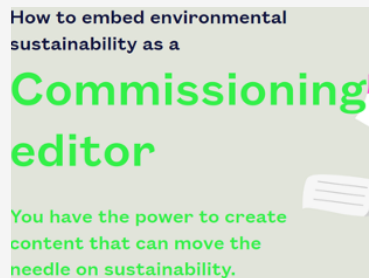 How to embed environmental
sustainability as a
Commissioning
editor
You have the power to create
content that can move the
needle on sustainability.